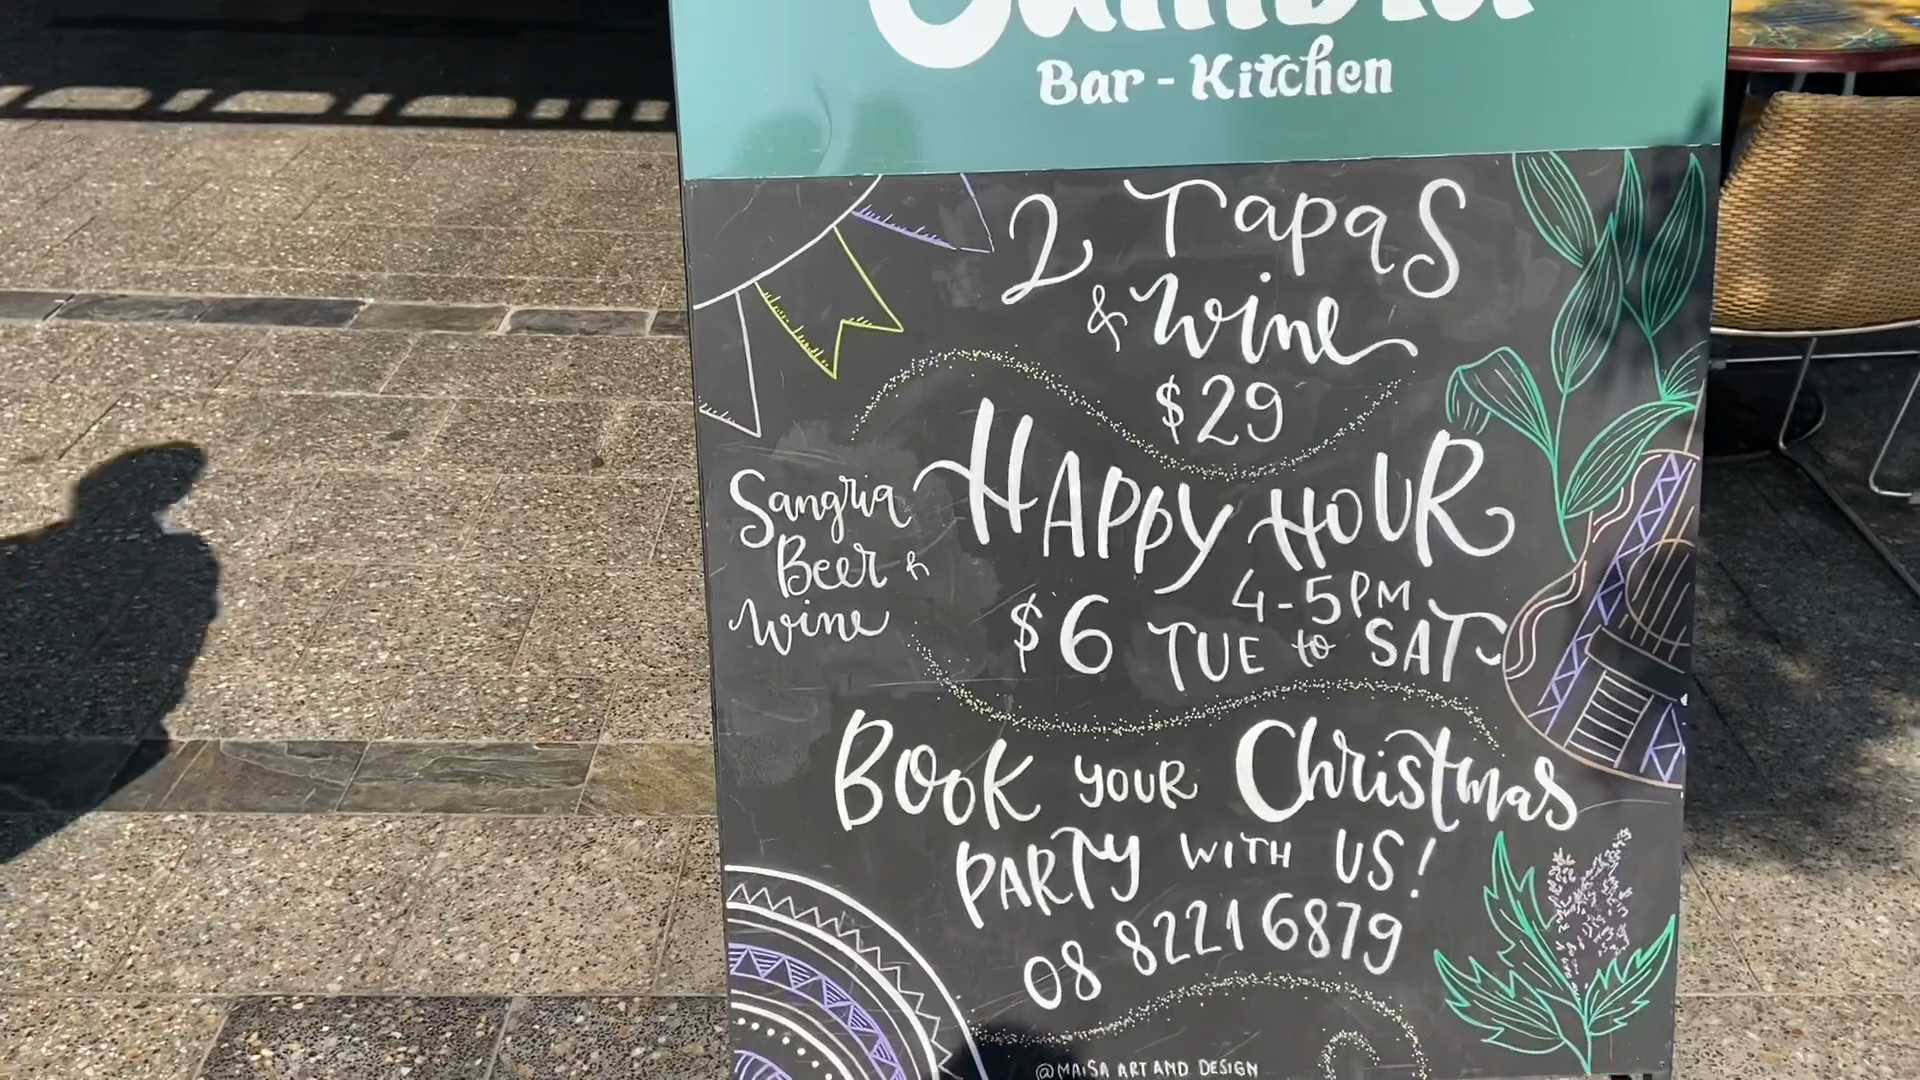 Bar - Kitchen
2 Tapas
& Wine
$29
HAPPY HOUR
Sangria
Beer &
Wine
$6
4-5PM
TUE to SAT
BOOK YOUR Christmas
PARTY WITH US!
08 8221 6879
@MAISA ART AND DESIGN